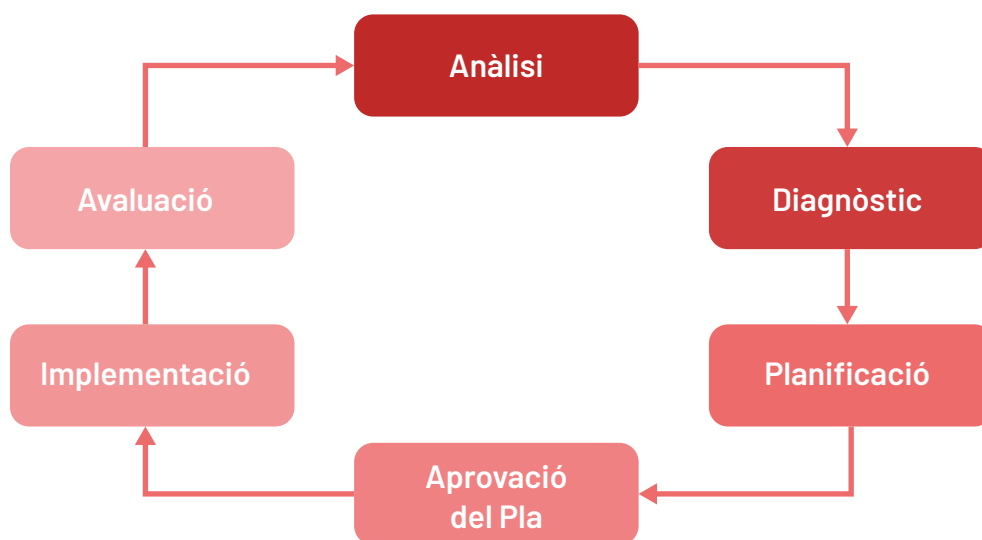 Anàlisi
Diagnòstic
Planificació
Aprovació
del Pla
Implementació
Avaluació